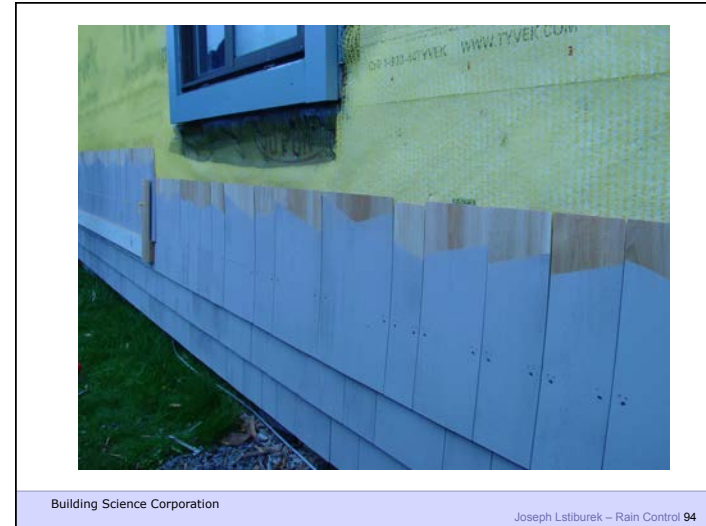 WWW.TYVEK.COM
Building Science Corporation
Joseph Lstiburek – Rain Control 94